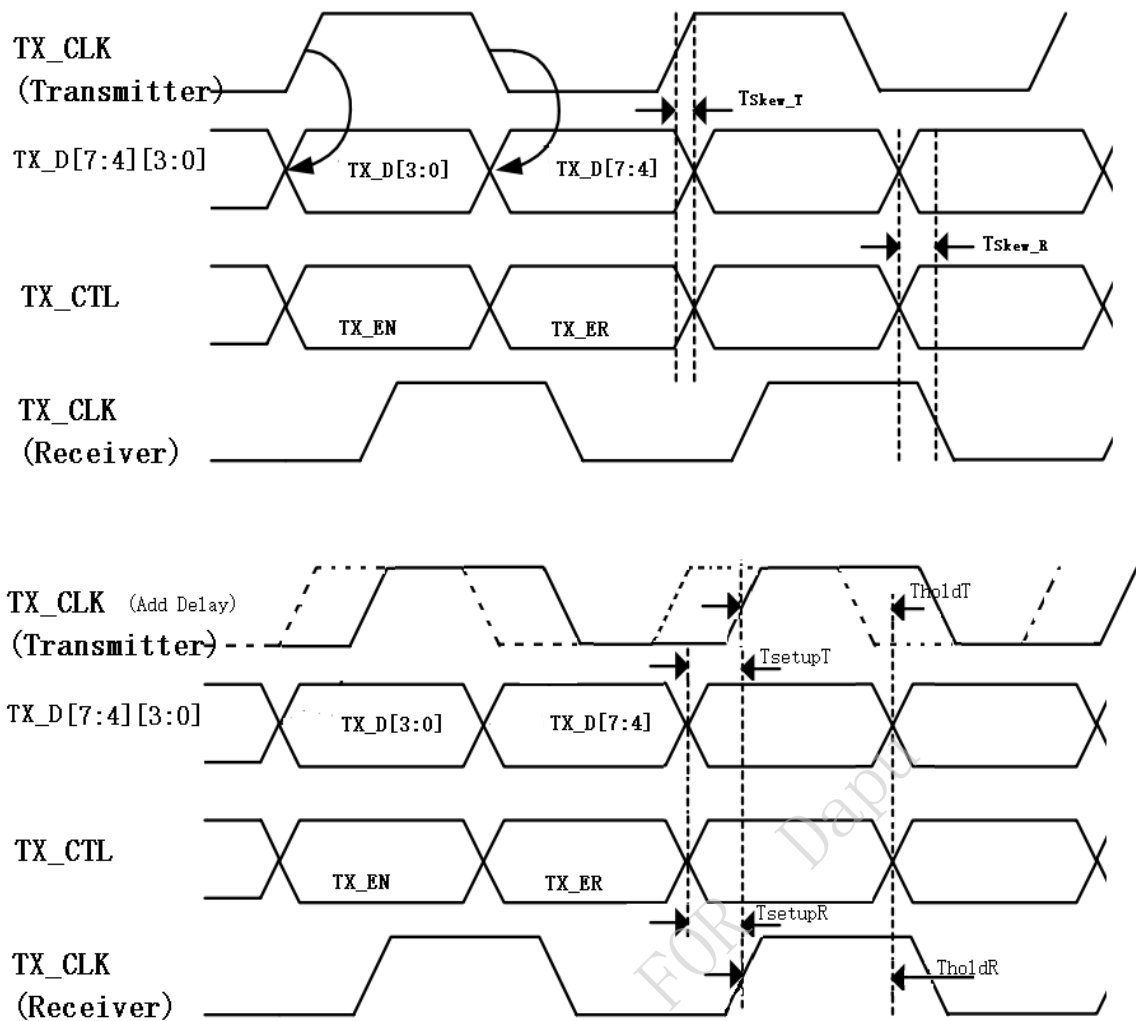 TX_CLK
(Transmitter)
Tskew_T
TX_D[7:4][3:0]
TX_D[3:0]
TX_D[7:4]
Tskew_R
TX_CTL
TX_EN
TX_ER
TX_CLK
(Receiver)
TX_CLK (Add Delay)
(Transmitter)
TholdT
TsetupT
TX_D[7:4][3:0]
TX_D[3:0]
TX_D[7:4]
TX_CTL
TX_EN
TX_ER
TsetupR
TX_CLK
(Receiver)
TholdR
FOR Dapu